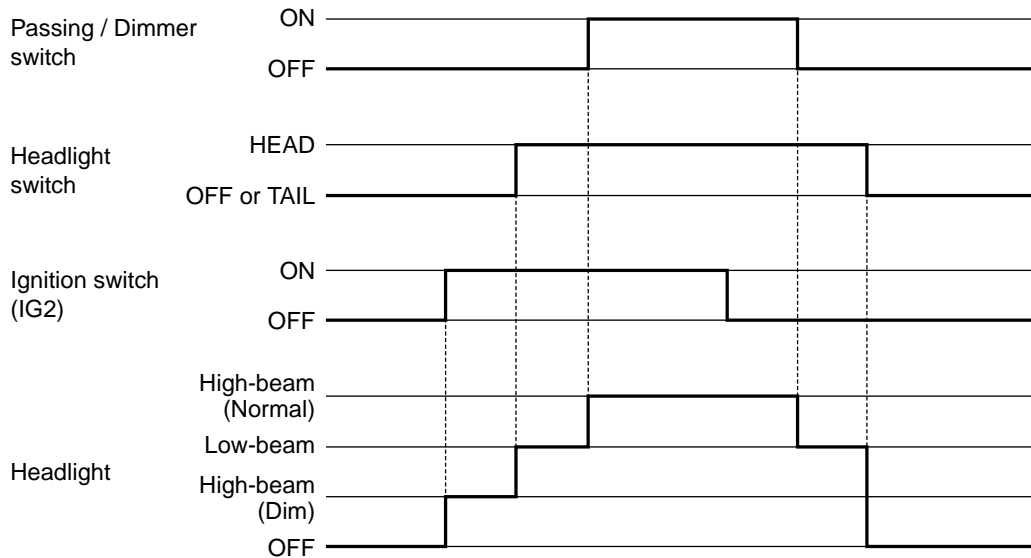 Passing / Dimmer
switch
ON
OFF
Headlight
switch
HEAD
OFF or TAIL
Ignition switch
(IG2)
ON
OFF
Headlight
High-beam
(Normal)
Low-beam
High-beam
(Dim)
OFF